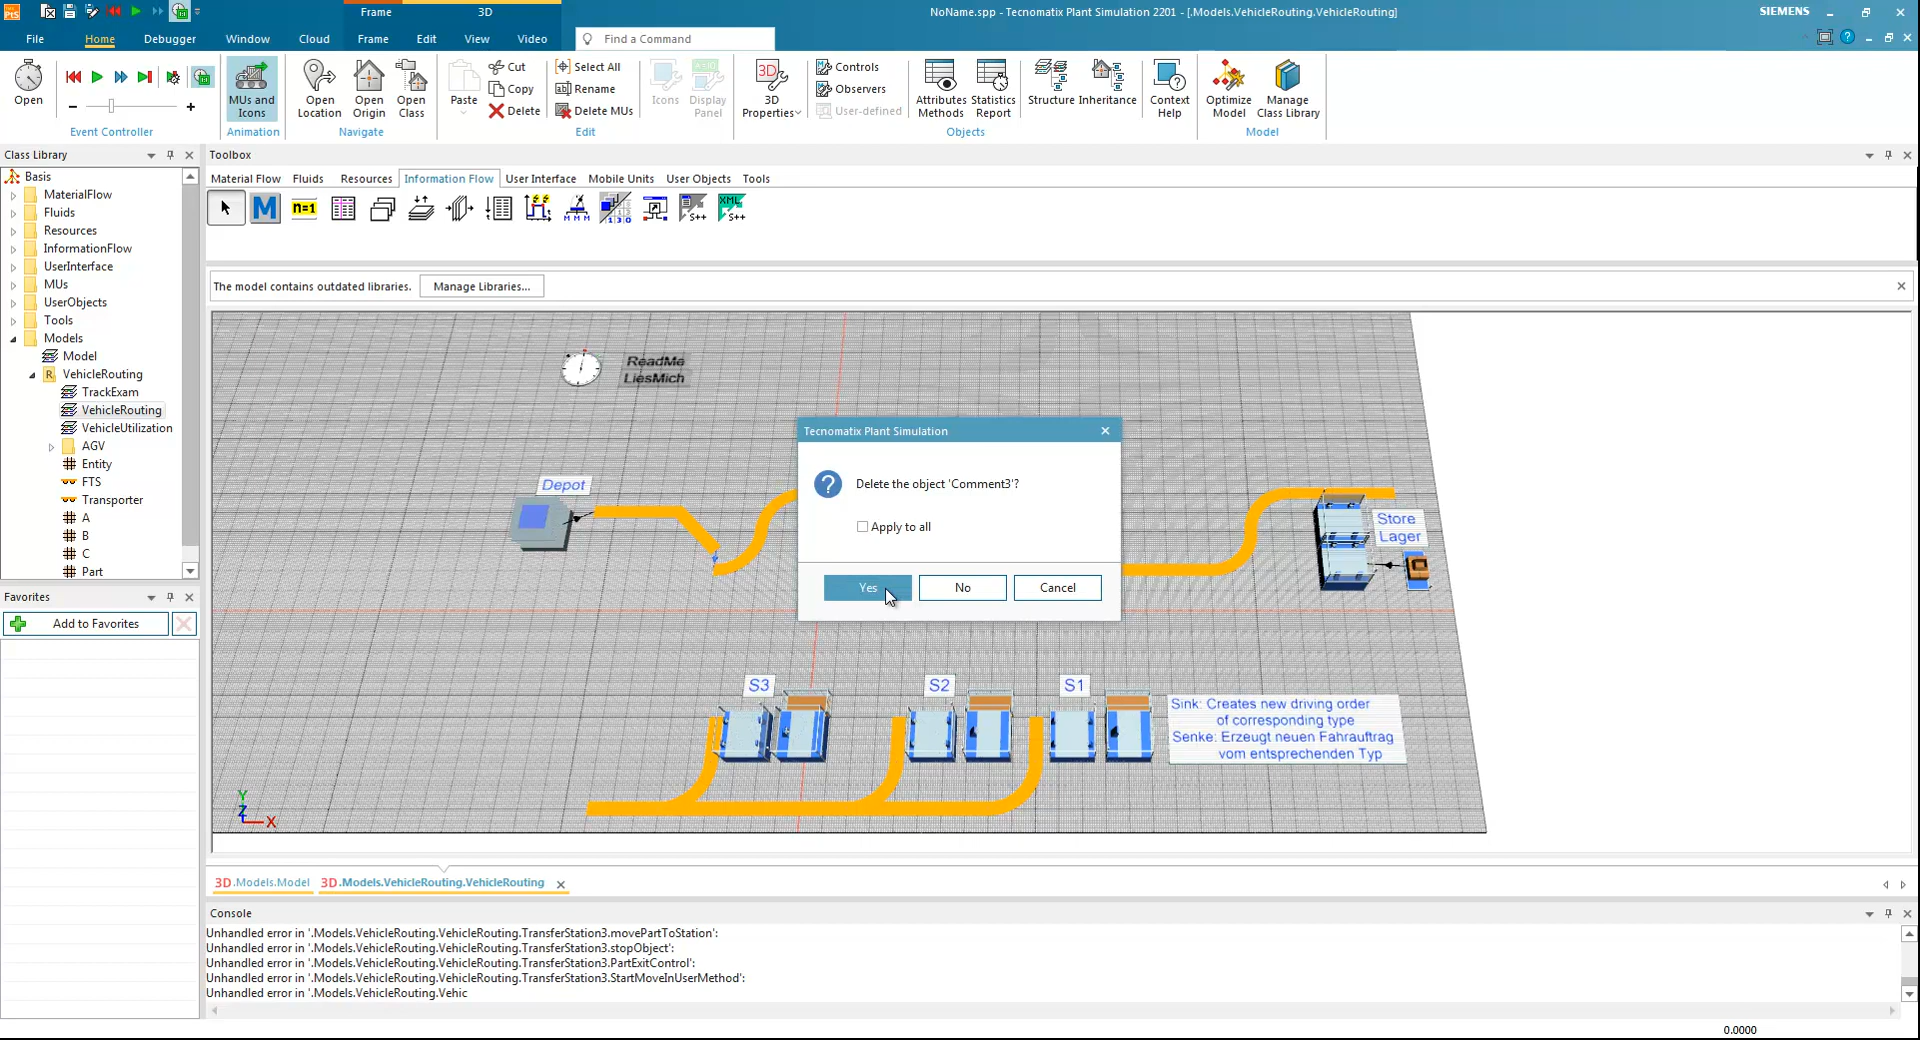 NoName.spp - Tecnomatix Plant Simulation 2201 - [.Models.VehicleRouting.VehicleRouting]
SIEMENS
Frame
3D
File
Home
Debugger
Window
Cloud
Frame
Edit
View
Video
Find a Command
Open
Event Controller
MUs and
Icons
Animation
Open
Location
Open
Origin
Open
Class
Navigate
Paste
Cut
Copy
Delete
Select All
Rename
Delete MUs
Edit
Icons
Display
Panel
3D
Properties
Controls
Observers
User-defined
Attributes
Methods
Statistics
Report
Structure
Inheritance
Context
Help
Objects
Optimize
Model
Manage
Class Library
Model
Class Library
Basis
MaterialFlow
Fluids
Resources
InformationFlow
UserInterface
MUs
UserObjects
Tools
Models
Model
R VehicleRouting
TrackExam
VehicleRouting
VehicleUtilization
AGV
Entity
FTS
Transporter
A
B
C
Part
Favorites
Add to Favorites
Toolbox
Material Flow
Fluids
Resources
Information Flow
User Interface
Mobile Units
User Objects
Tools
M
n=1
S++
XML
S++
The model contains outdated libraries.
Manage Libraries...
ReadMe
LiesMich
Depot
Store
Lager
Tecnomatix Plant Simulation
Delete the object 'Comment3'?
Apply to all
Yes
No
Cancel
S3
S2
S1
Sink: Creates new driving order
of corresponding type
Senke: Erzeugt neuen Fahrauftrag
vom entsprechenden Typ
Y
Z
X
3D .Models.Model
3D .Models.VehicleRouting.VehicleRouting
Console
Unhandled error in '.Models.VehicleRouting.VehicleRouting.TransferStation3.movePartToStation':
Unhandled error in '.Models.VehicleRouting.VehicleRouting.TransferStation3.stopObject':
Unhandled error in '.Models.VehicleRouting.VehicleRouting.TransferStation3.PartExitControl':
Unhandled error in '.Models.VehicleRouting.VehicleRouting.TransferStation3.StartMoveInUserMethod':
Unhandled error in '.Models.VehicleRouting.Vehic
0.0000